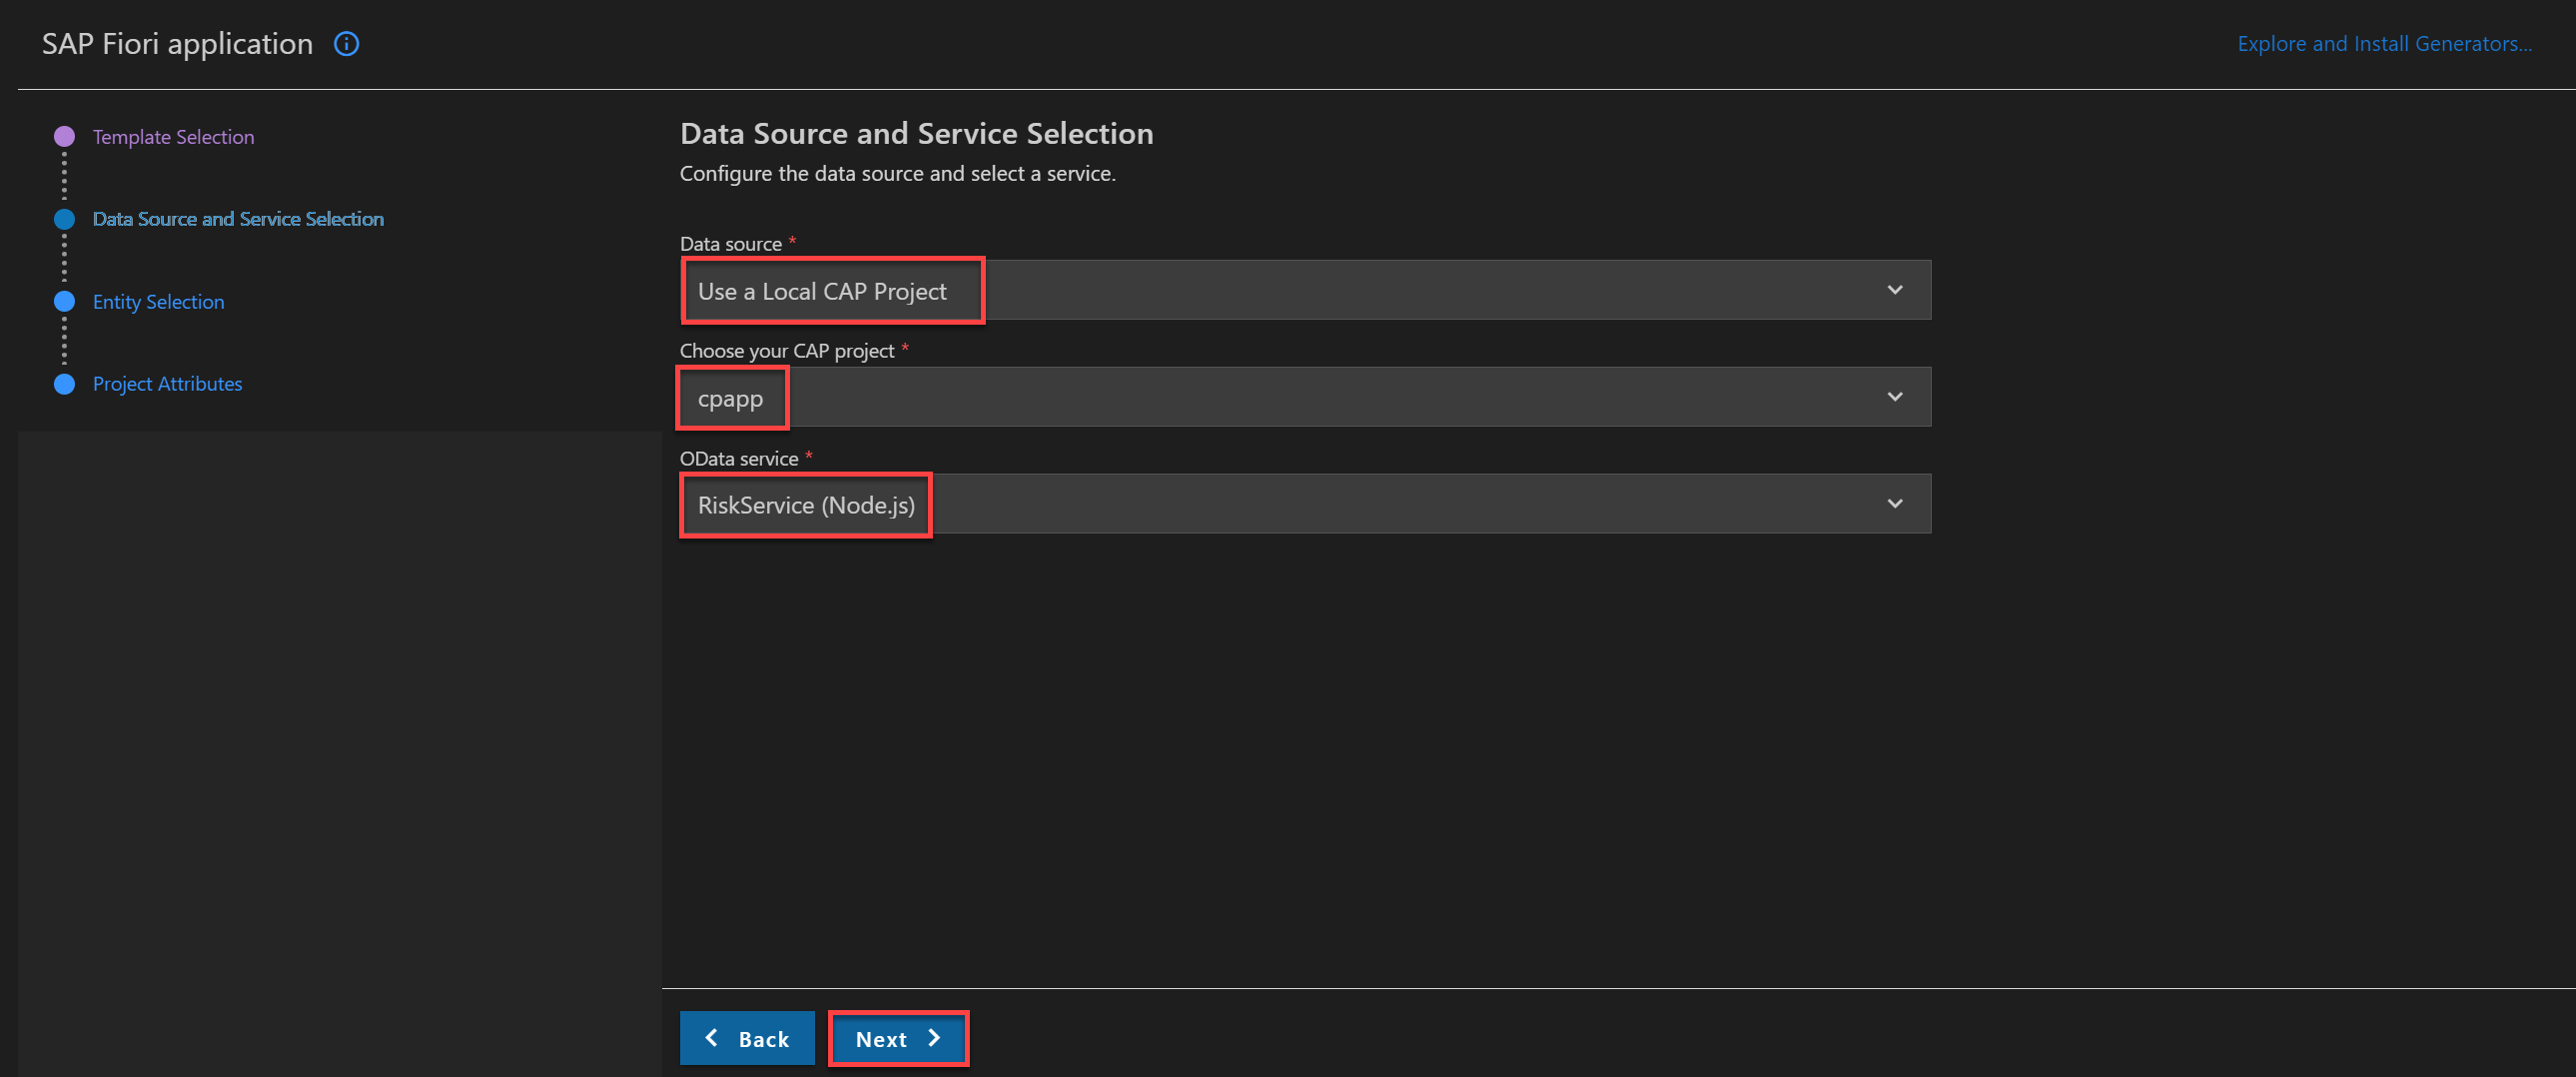 SAP Fiori application
Explore and Install Generators...
Template Selection
Data Source and Service Selection
Entity Selection
Project Attributes
Data Source and Service Selection
Configure the data source and select a service.
Data source *
Use a Local CAP Project
Choose your CAP project *
cpapp
OData service *
RiskService (Node.js)
Back
Next